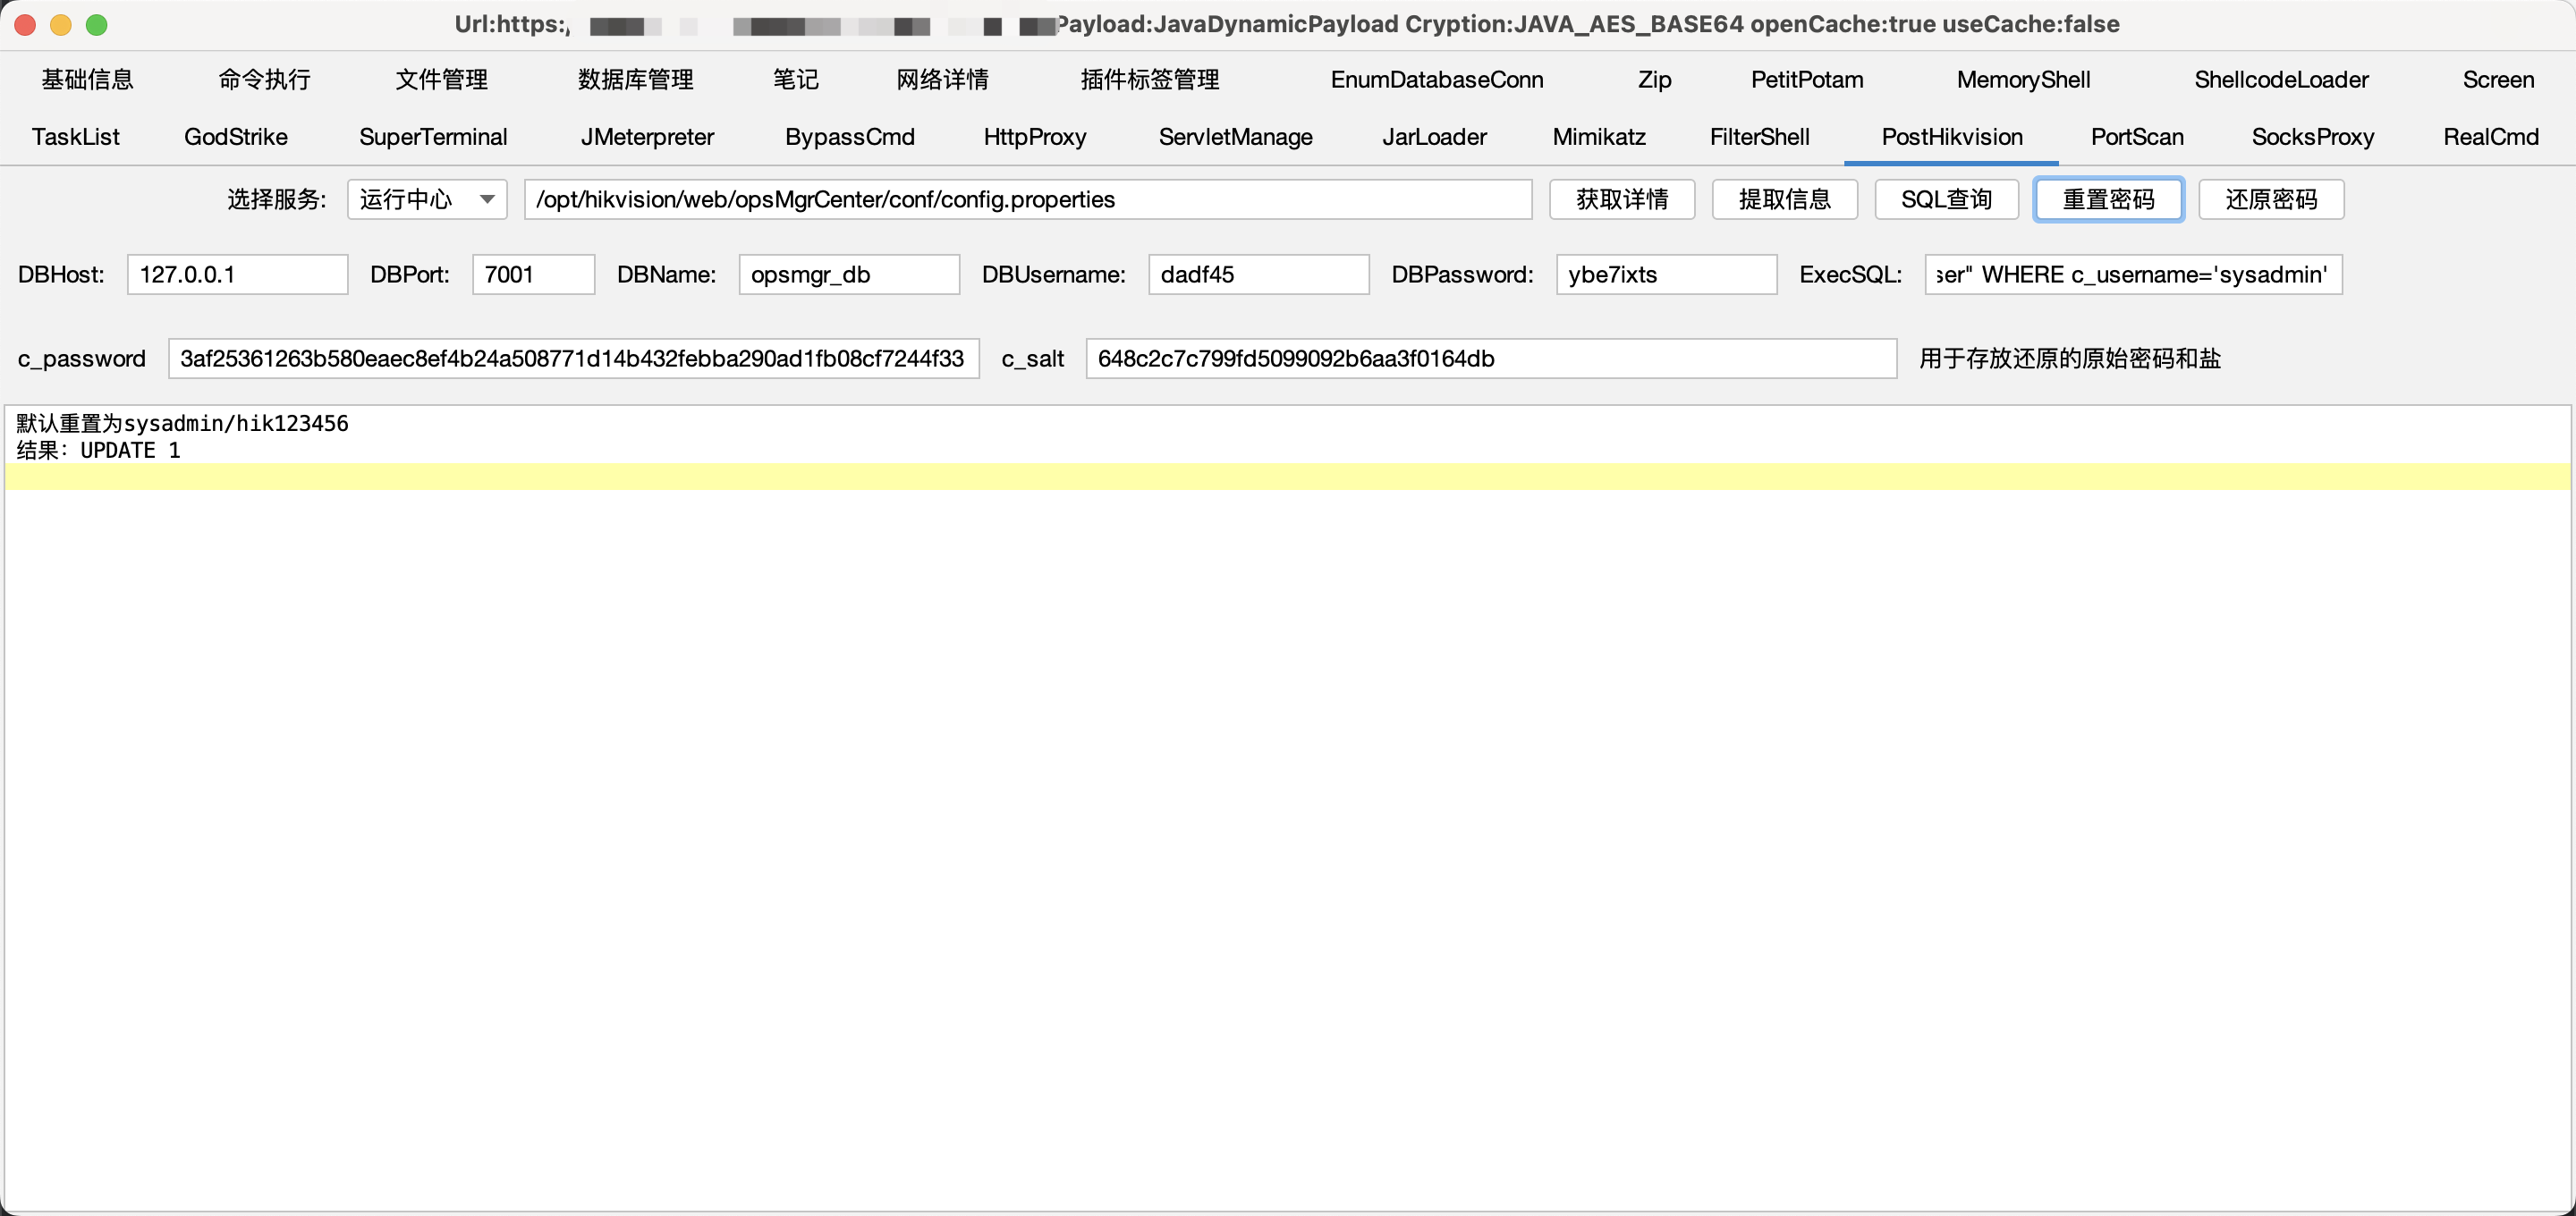 Url:https: Payload:JavaDynamicPayload Cryption:JAVA_AES_BASE64 openCache:true useCache:false
基础信息 命令执行 文件管理 数据库管理 笔记 网络详情 插件标签管理 EnumDatabaseConn Zip PetitPotam MemoryShell ShellcodeLoader Screen
TaskList GodStrike SuperTerminal JMeterpreter BypassCmd HttpProxy ServletManage JarLoader Mimikatz FilterShell PostHikvision PortScan SocksProxy RealCmd
选择服务: 运行中心 /opt/hikvision/web/opsMgrCenter/conf/config.properties 获取详情 提取信息 SQL查询 重置密码 还原密码
DBHost: 127.0.0.1 DBPort: 7001 DBName: opsmgr_db DBUsername: dadf45 DBPassword: ybe7ixts ExecSQL: ser" WHERE c_username='sysadmin'
c_password 3af25361263b580eaec8ef4b24a508771d14b432febba290ad1fb08cf7244f33 c_salt 648c2c7c799fd5099092b6aa3f0164db 用于存放还原的原始密码和盐
默认重置为sysadmin/hik123456
结果: UPDATE 1